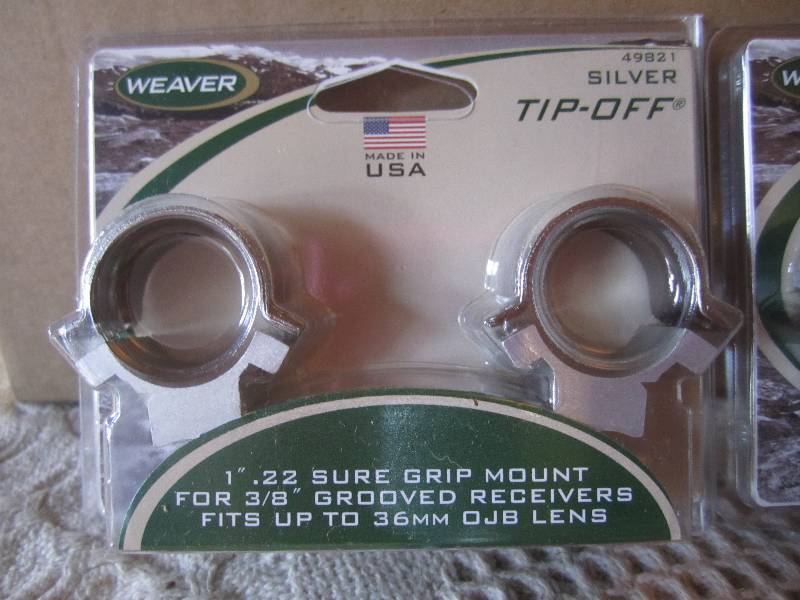 WEAVER
49821
SILVER
TIP-OFF®
MADE IN
USA
1" .22 SURE GRIP MOUNT
FOR 3/8" GROOVED RECEIVERS
FITS UP TO 36MM OJB LENS